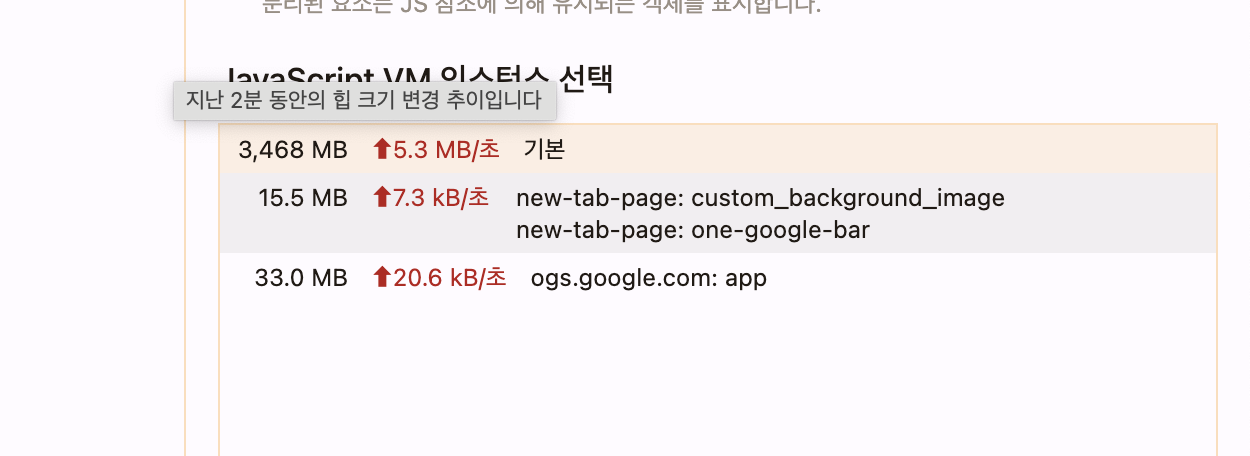 분리된 요소는 JS 참조에 의해 유지되는 객체를 표시합니다.
JavaScript VM 인스턴스 선택
지난 2분 동안의 힙 크기 변경 추이입니다
3,468 MB ⬆5.3 MB/초 기본
15.5 MB ⬆7.3 kB/초 new-tab-page: custom_background_image
new-tab-page: one-google-bar
33.0 MB ⬆20.6 kB/초 ogs.google.com: app